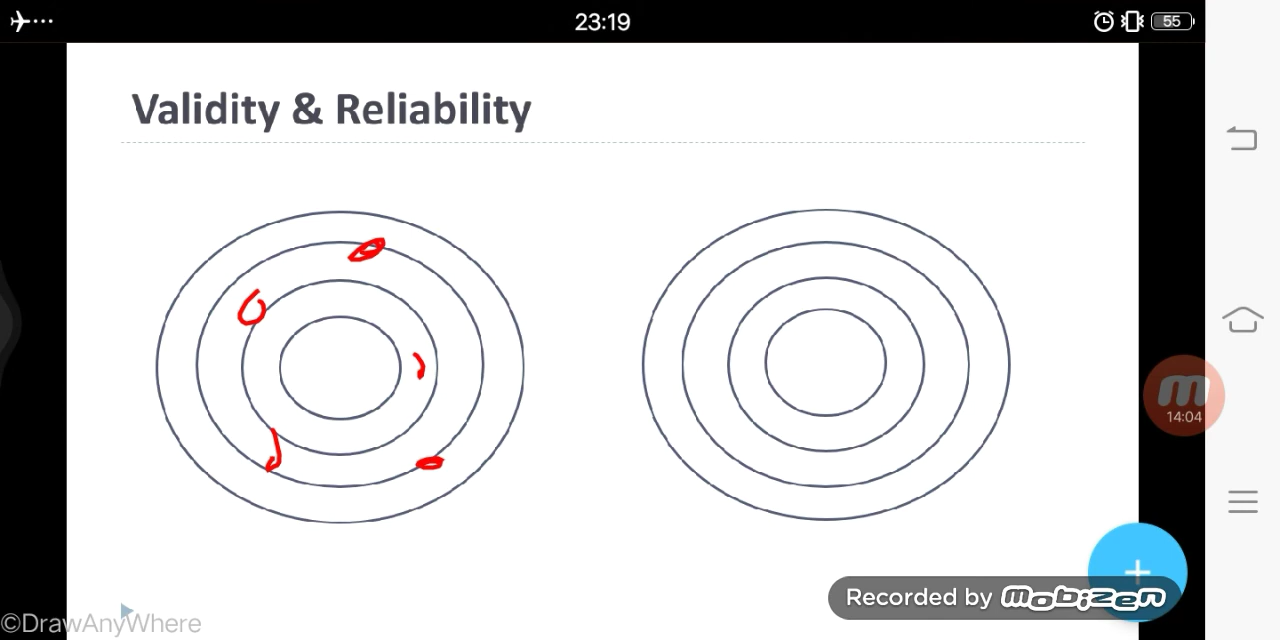 23:19
55
Validity & Reliability
14:04
Recorded by Mobizen
©DrawAnyWhere